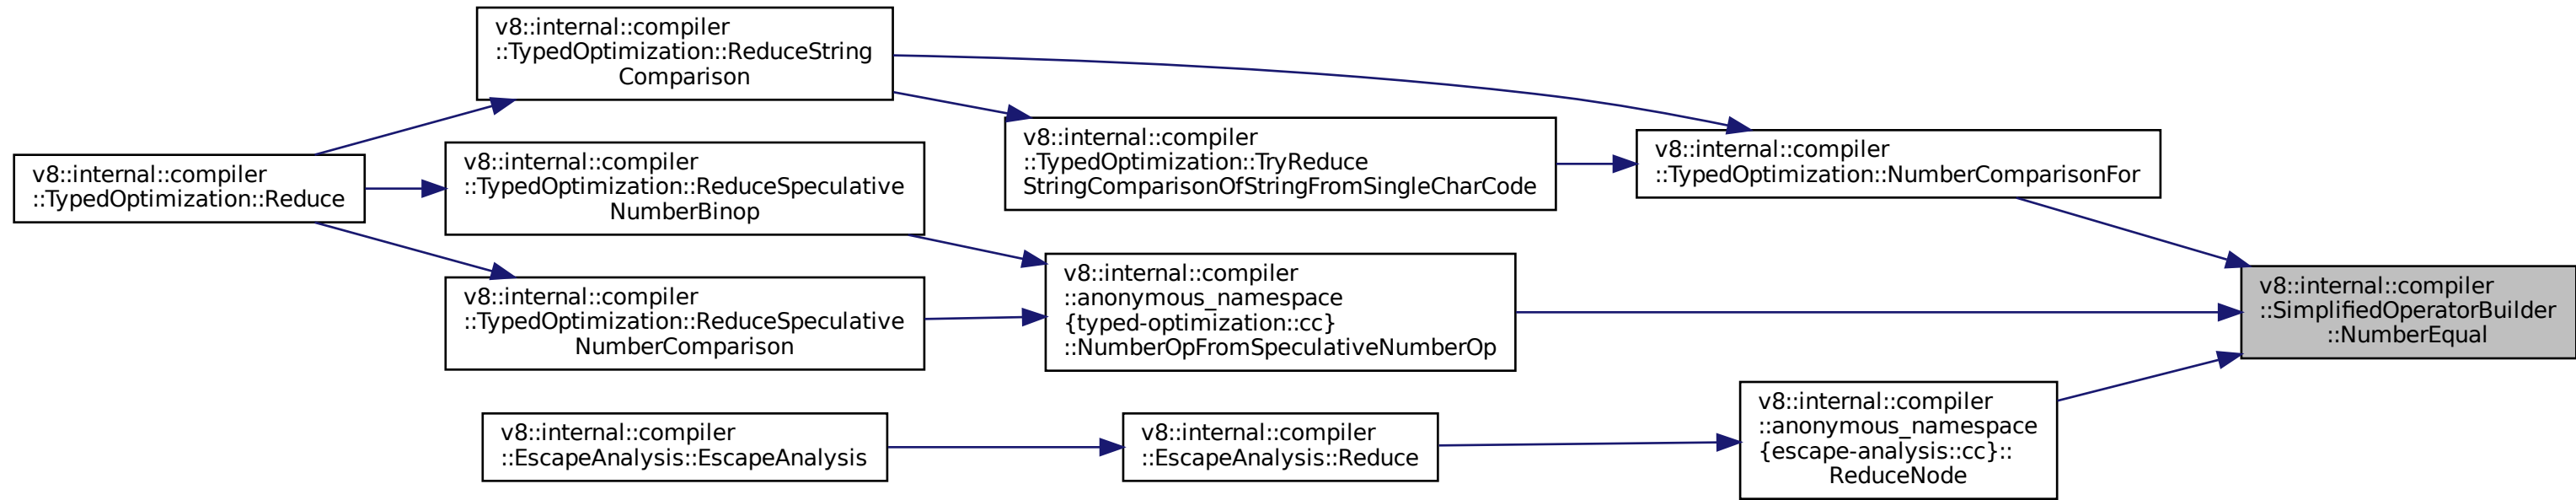 v8::internal::compiler
::TypedOptimization::Reduce
v8::internal::compiler
::TypedOptimization::ReduceString
Comparison
v8::internal::compiler
::TypedOptimization::ReduceSpeculative
NumberBinop
v8::internal::compiler
::TypedOptimization::ReduceSpeculative
NumberComparison
v8::internal::compiler
::EscapeAnalysis::EscapeAnalysis
v8::internal::compiler
::TypedOptimization::TryReduce
StringComparisonOfStringFromSingleCharCode
v8::internal::compiler
::anonymous_namespace
{typed-optimization::cc}
::NumberOpFromSpeculativeNumberOp
v8::internal::compiler
::EscapeAnalysis::Reduce
v8::internal::compiler
::TypedOptimization::NumberComparisonFor
v8::internal::compiler
::anonymous_namespace
{escape-analysis::cc}::
ReduceNode
v8::internal::compiler
::SimplifiedOperatorBuilder
::NumberEqual